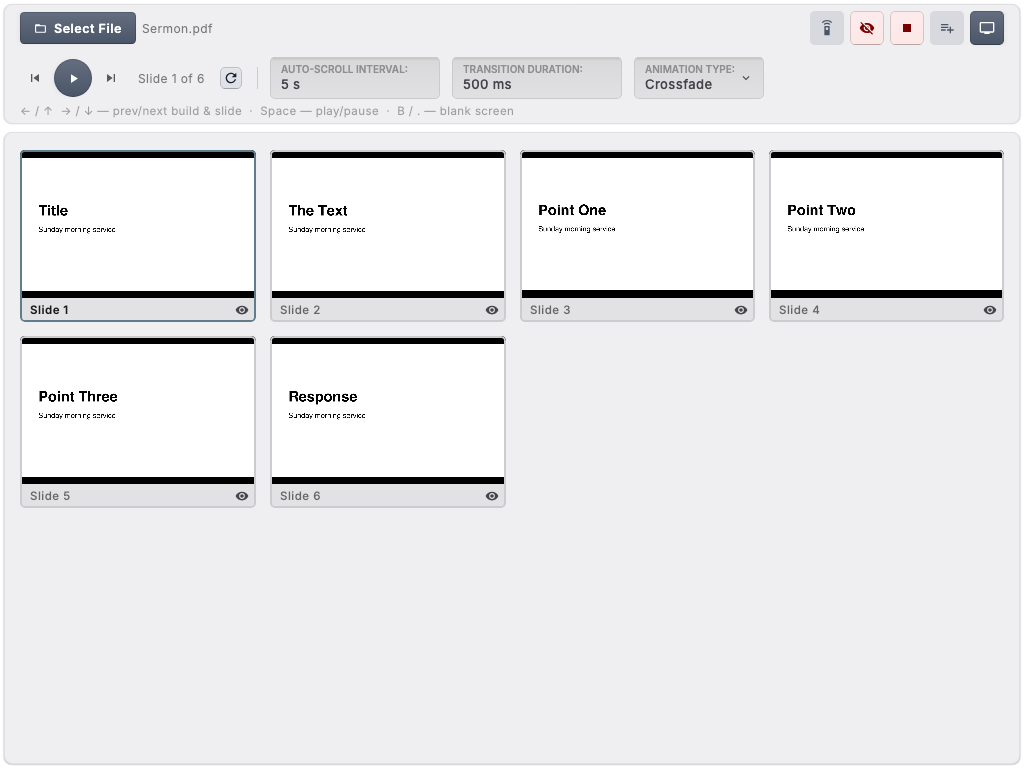 Select File
Sermon.pdf
Slide 1 of 6
AUTO-SCROLL INTERVAL:
5 s
TRANSITION DURATION:
500 ms
ANIMATION TYPE:
Crossfade
← / ↑ → / ↓ — prev/next build & slide · Space — play/pause · B / . — blank screen
Title
Sunday morning service
Slide 1
The Text
Sunday morning service
Slide 2
Point One
Sunday morning service
Slide 3
Point Two
Sunday morning service
Slide 4
Point Three
Sunday morning service
Slide 5
Response
Sunday morning service
Slide 6